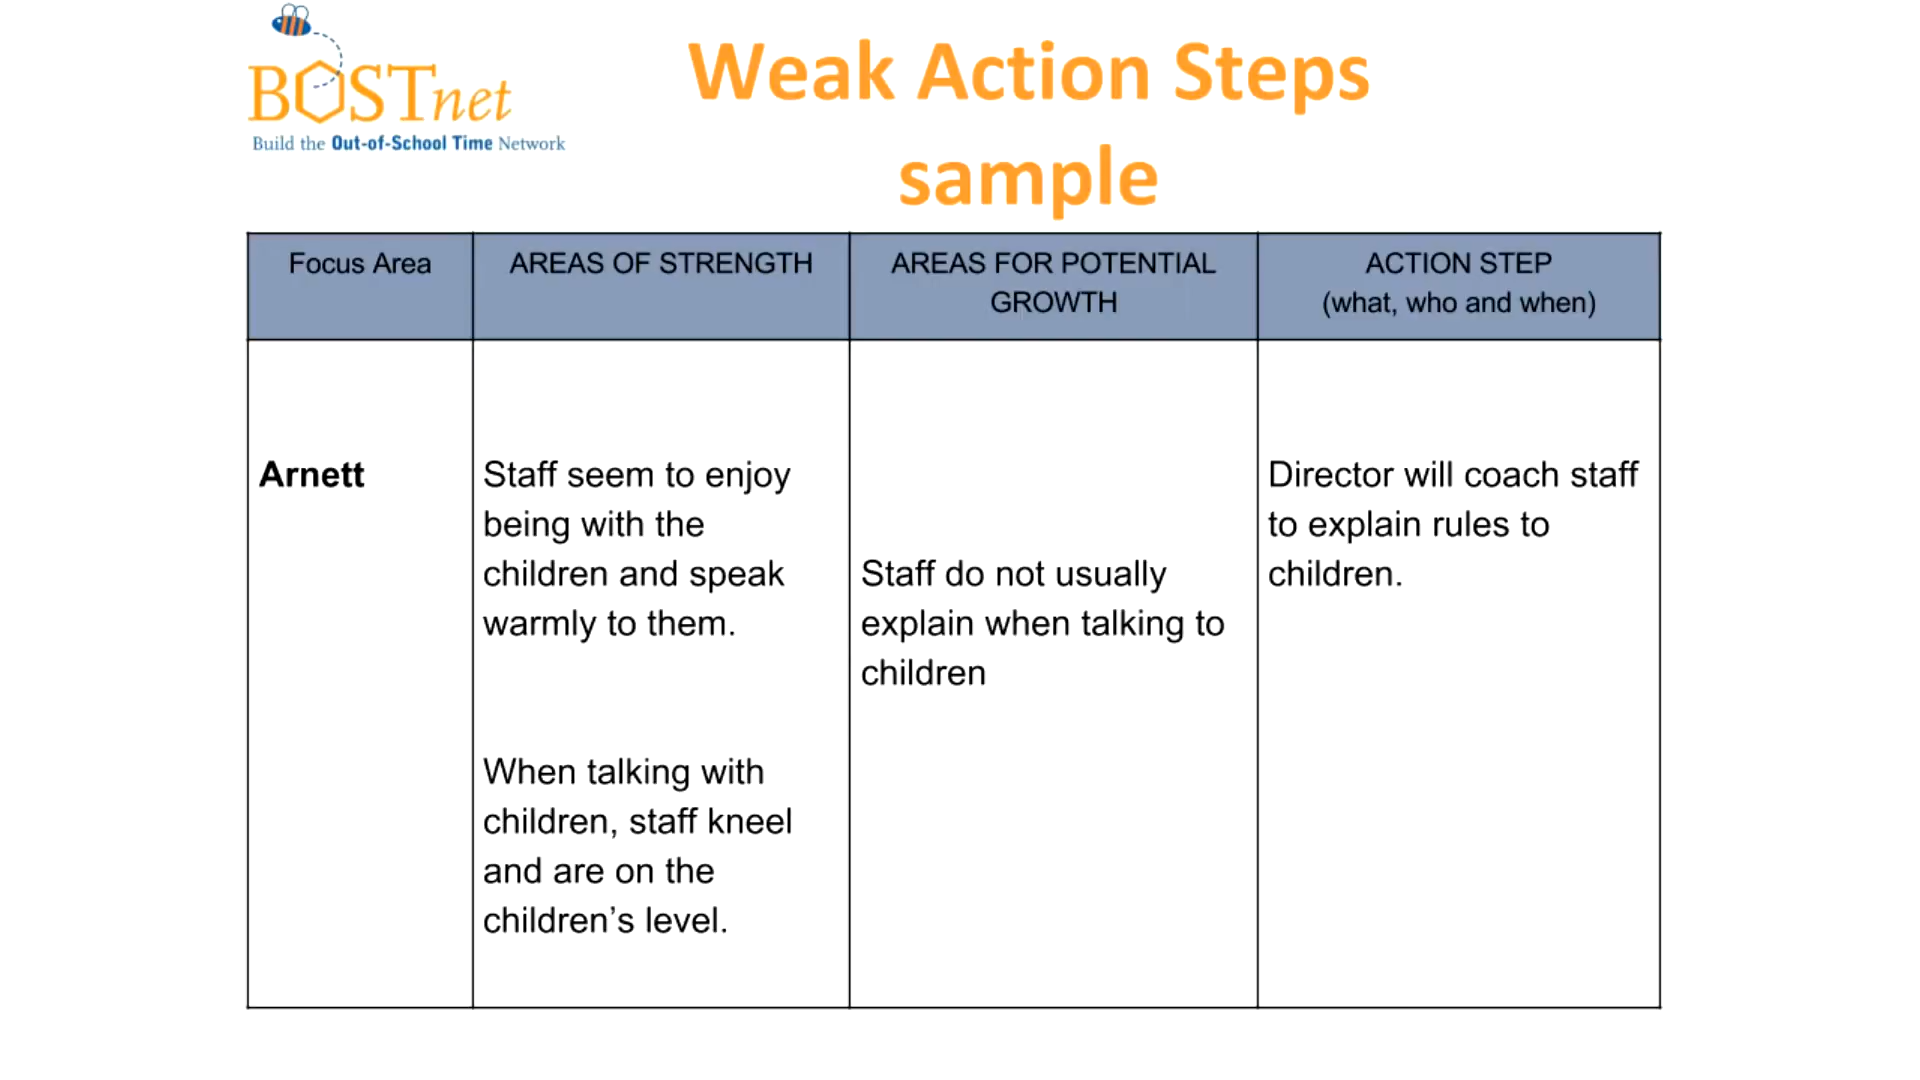 BOSTnet
Build the Out-of-School Time Network
Weak Action Steps
sample
Focus Area
AREAS OF STRENGTH
AREAS FOR POTENTIAL
GROWTH
ACTION STEP
(what, who and when)
Arnett
Staff seem to enjoy
being with the
children and speak
warmly to them.
When talking with
children, staff kneel
and are on the
children’s level.
Staff do not usually
explain when talking to
children
Director will coach staff
to explain rules to
children.